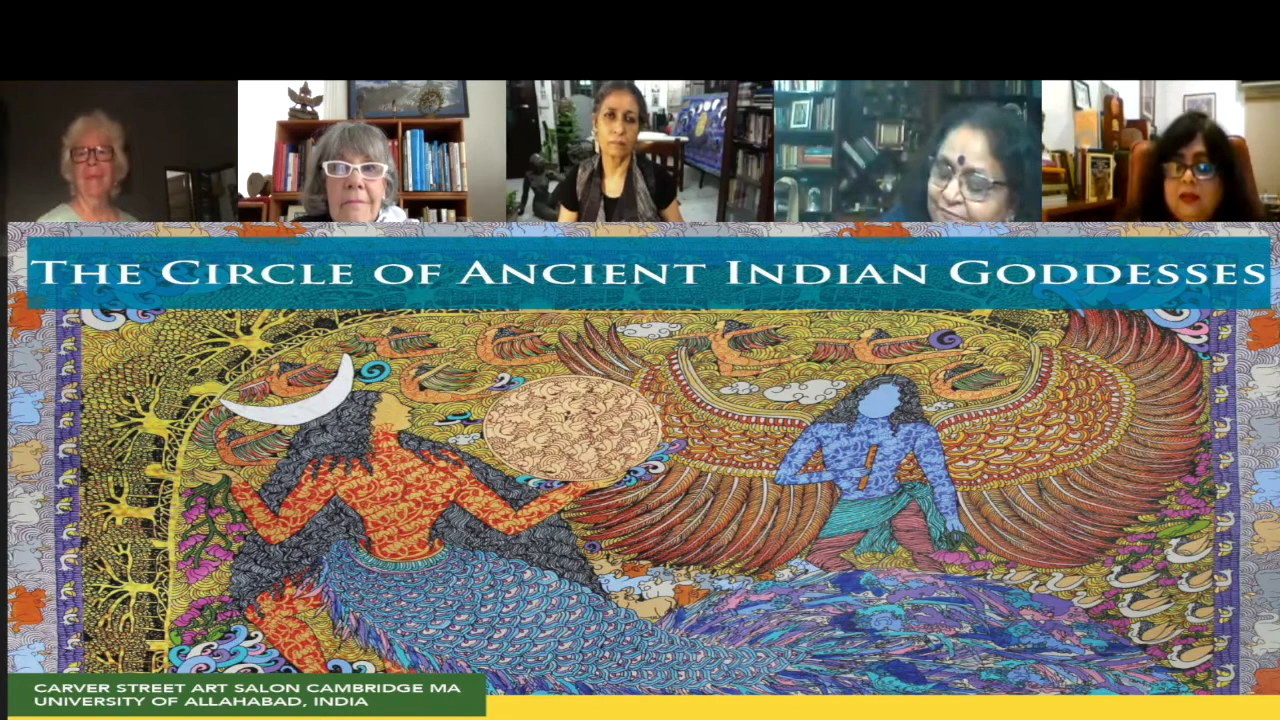 THE CIRCLE OF ANCIENT INDIAN GODDESSES
CARVER STREET ART SALON CAMBRIDGE MA
UNIVERSITY OF ALLAHABAD, INDIA